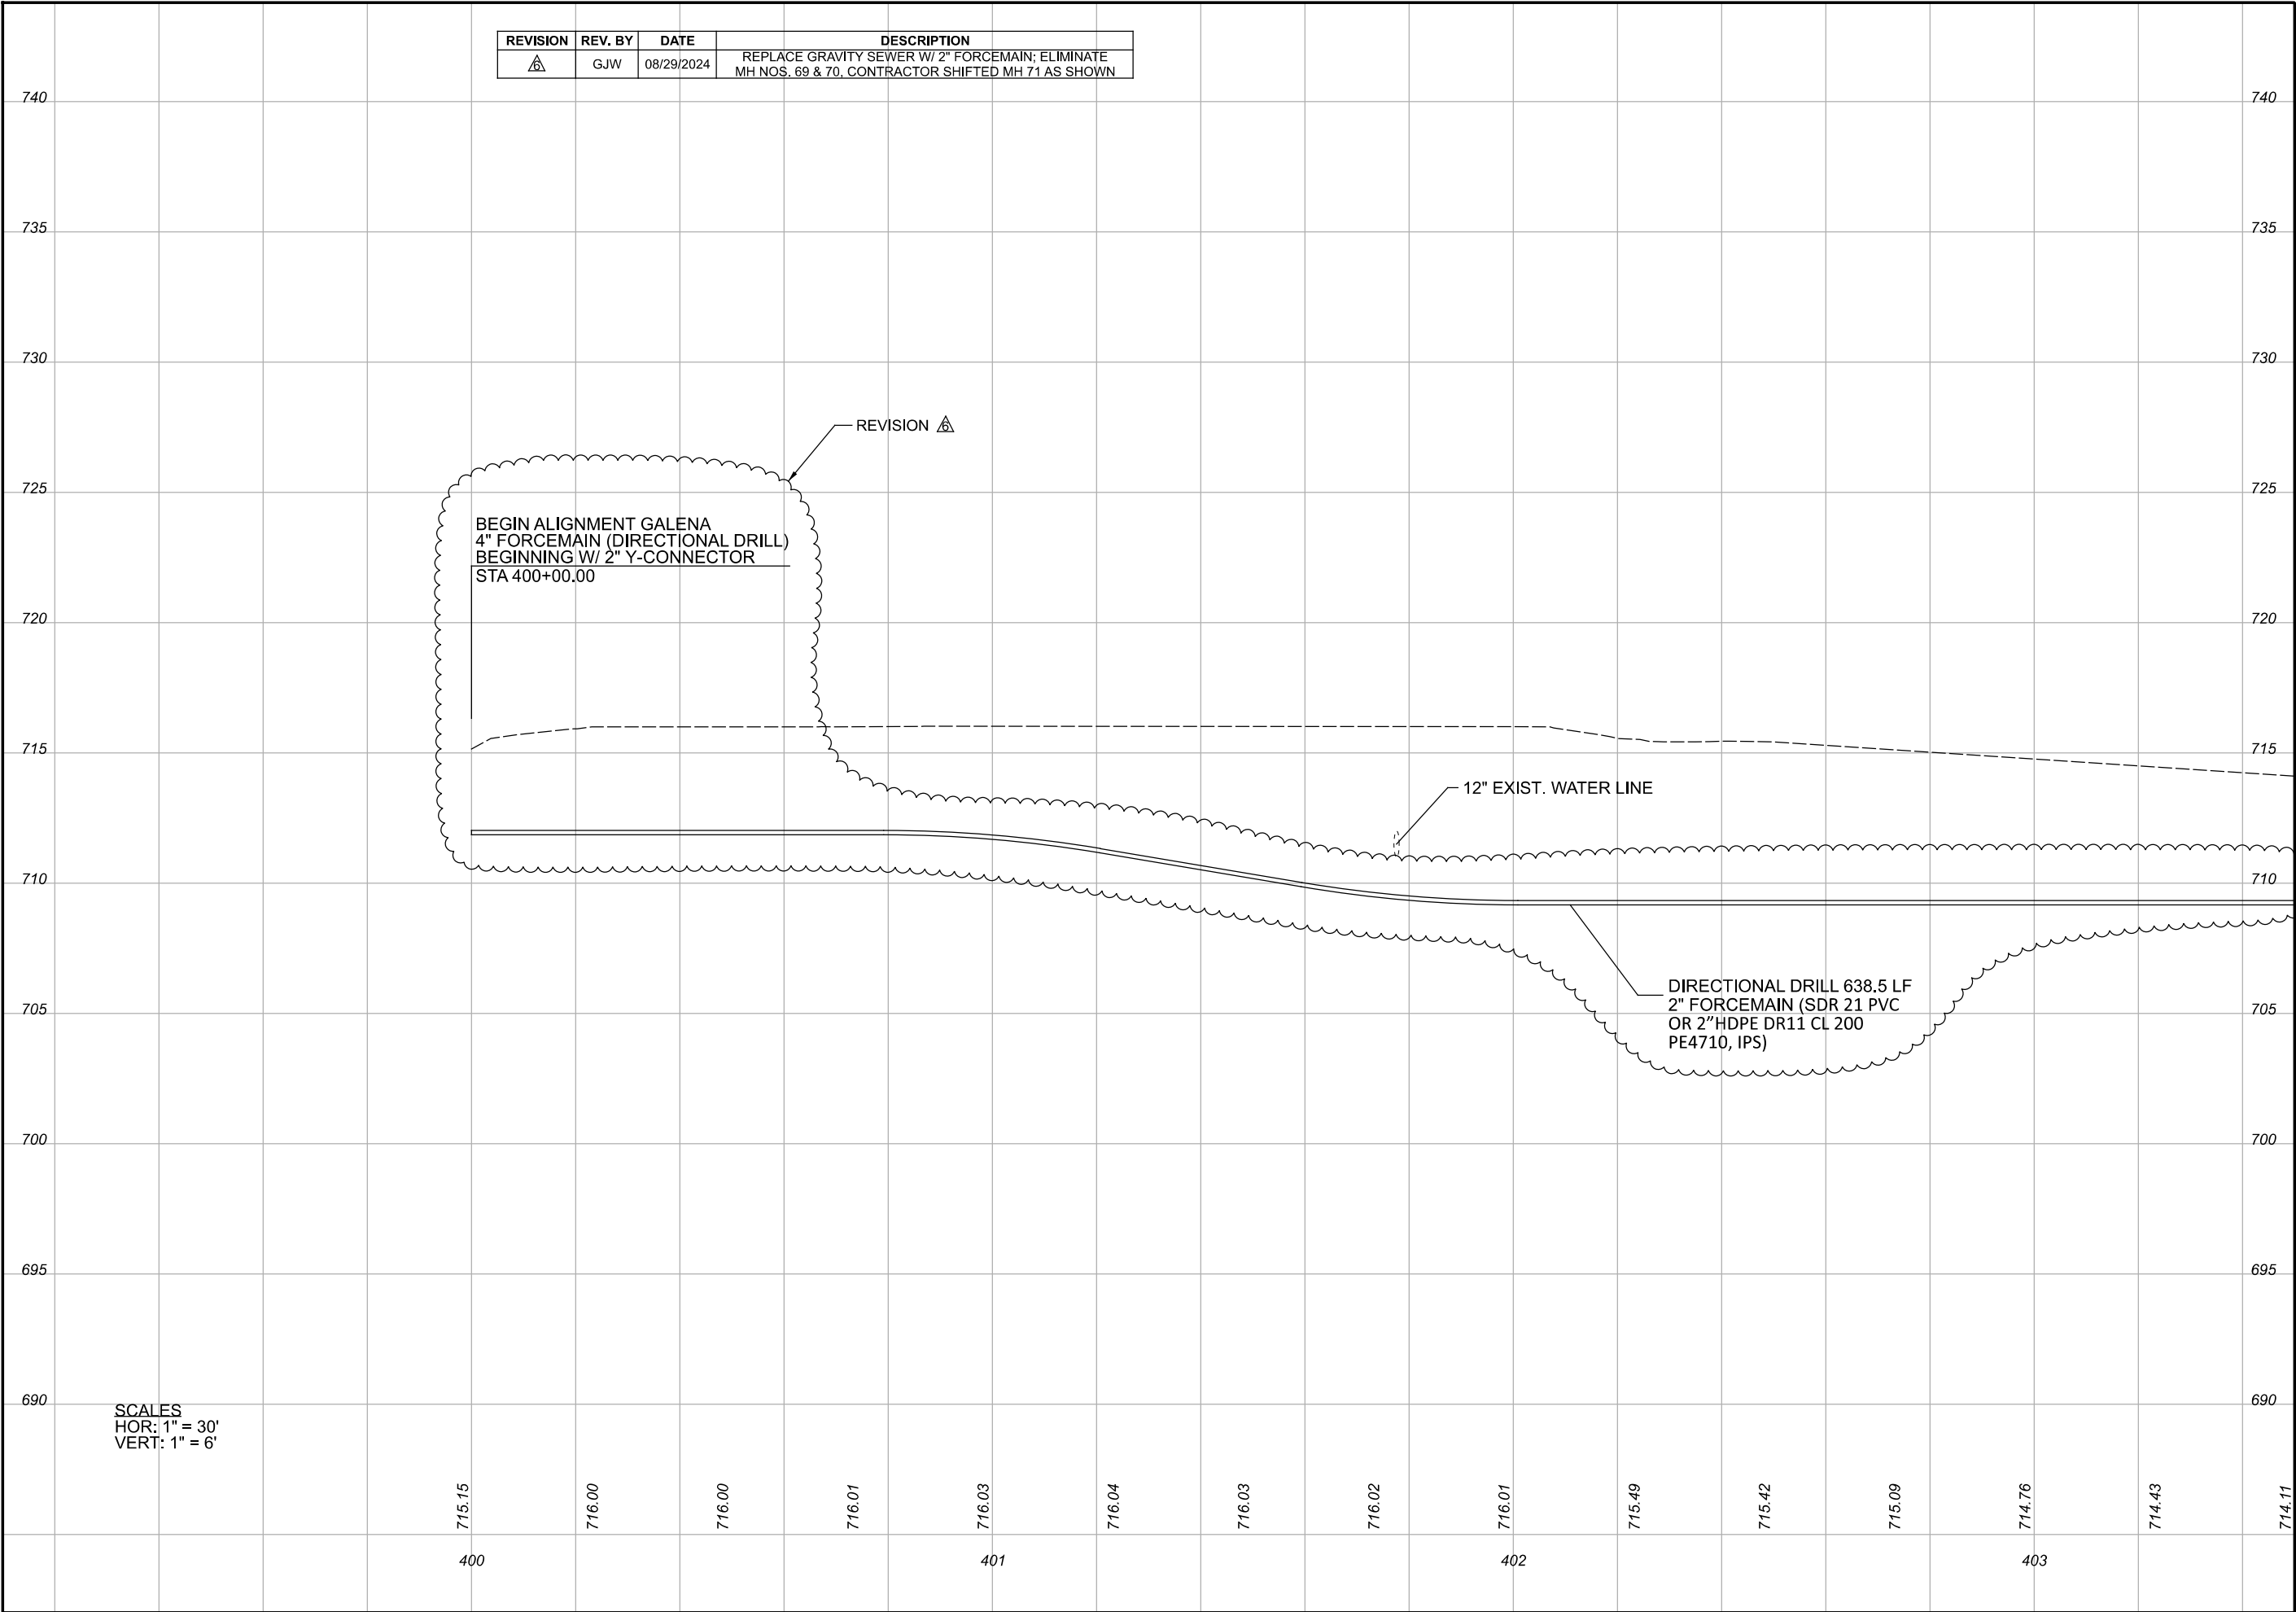 REVISION REV. BY DATE DESCRIPTION
6 GJW 08/29/2024 REPLACE GRAVITY SEWER W/ 2" FORCEMAIN; ELIMINATE
MH NOS. 69 & 70, CONTRACTOR SHIFTED MH 71 AS SHOWN
740 740
735 735
730 730
REVISION 6
725 725
BEGIN ALIGNMENT GALENA
4" FORCEMAIN (DIRECTIONAL DRILL)
BEGINNING W/ 2" Y-CONNECTOR
STA 400+00.00
720 720
715 715
12" EXIST. WATER LINE
710 710
DIRECTIONAL DRILL 638.5 LF
2" FORCEMAIN (SDR 21 PVC
OR 2”HDPE DR11 CL 200
PE4710, IPS)
705 705
700 700
695 695
690 690
SCALES
HOR: 1" = 30'
VERT: 1" = 6'
715.15 716.00 716.00 716.01 716.03 716.04 716.03 716.02 716.01 715.49 715.42 715.09 714.76 714.43 714.11
400 401 402 403